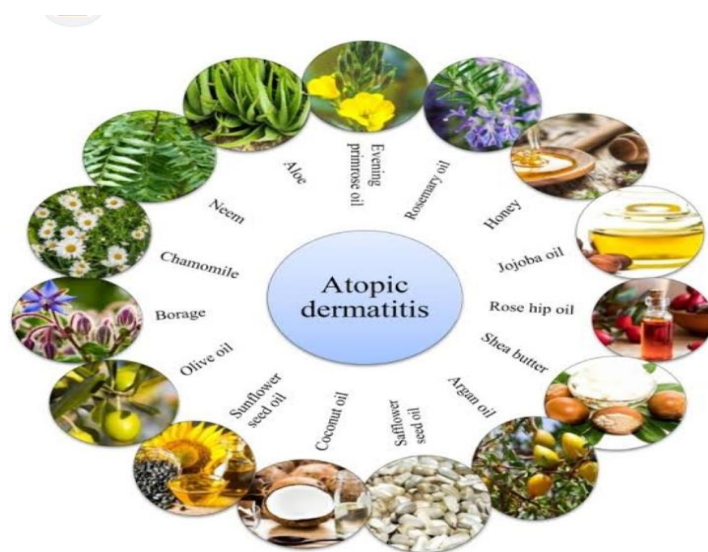 Atopic
dermatitis
Evening
primrose oil
Rosemary oil
Honey
Jojoba oil
Rose hip oil
Shea butter
Argan oil
Safflower
seed oil
Coconut oil
Sunflower
seed oil
Olive oil
Borage
Chamomile
Neem
Aloe